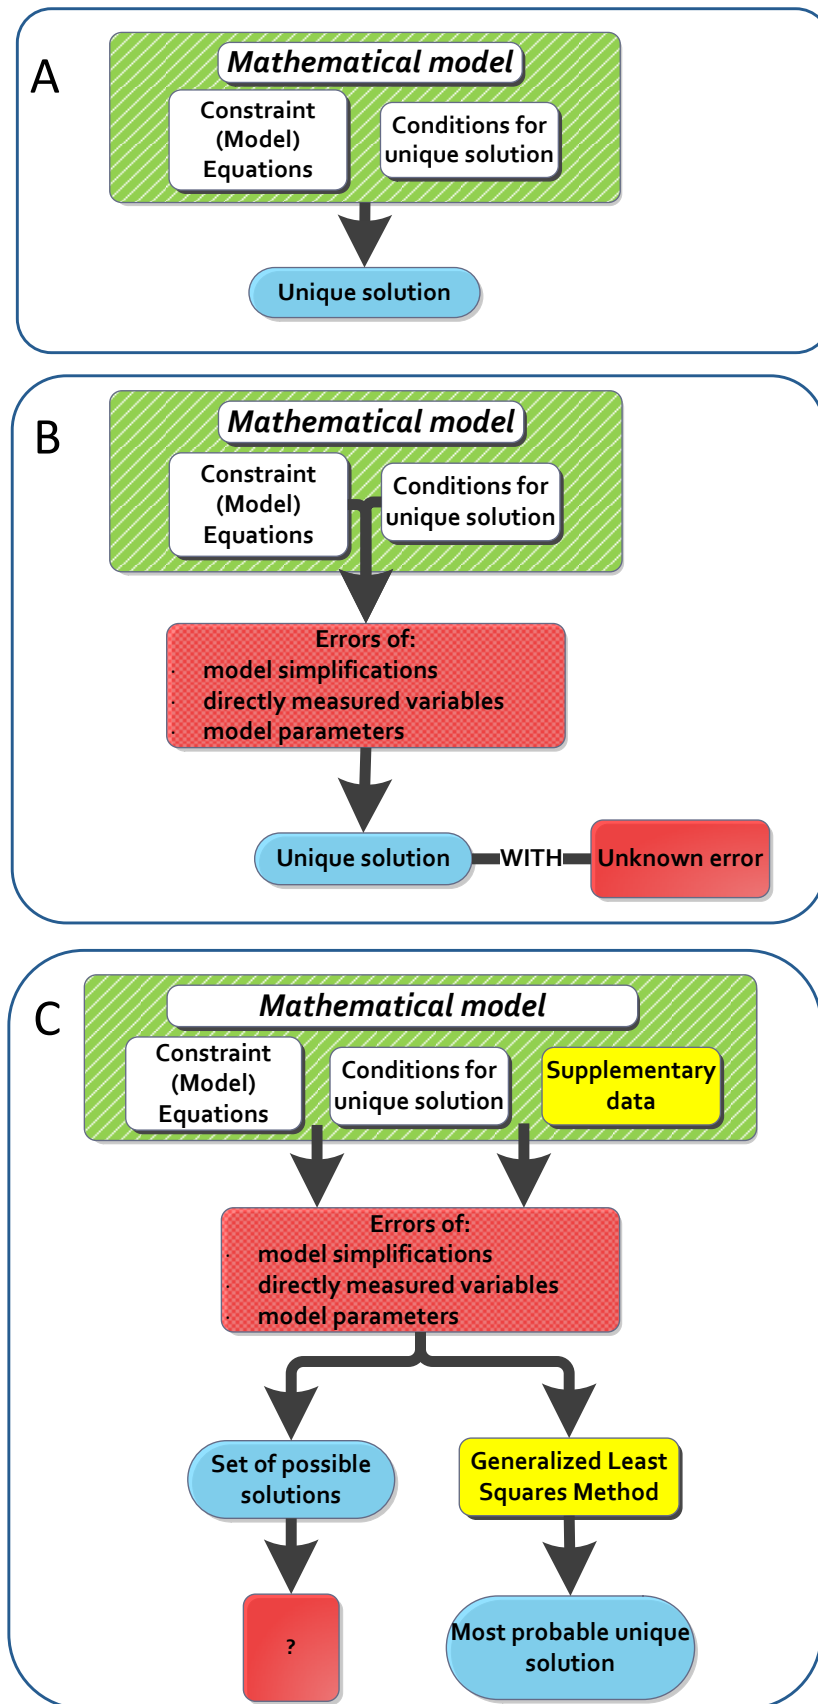 A
Mathematical model
Constraint
(Model)
Equations
Conditions for
unique solution
Unique solution
B
Mathematical model
Constraint
(Model)
Equations
Conditions for
unique solution
Errors of:
· model simplifications
· directly measured variables
· model parameters
Unique solution
WITH
Unknown error
C
Mathematical model
Constraint
(Model)
Equations
Conditions for
unique solution
Supplementary
data
Errors of:
· model simplifications
· directly measured variables
· model parameters
Set of possible
solutions
Generalized Least
Squares Method
?
Most probable unique
solution